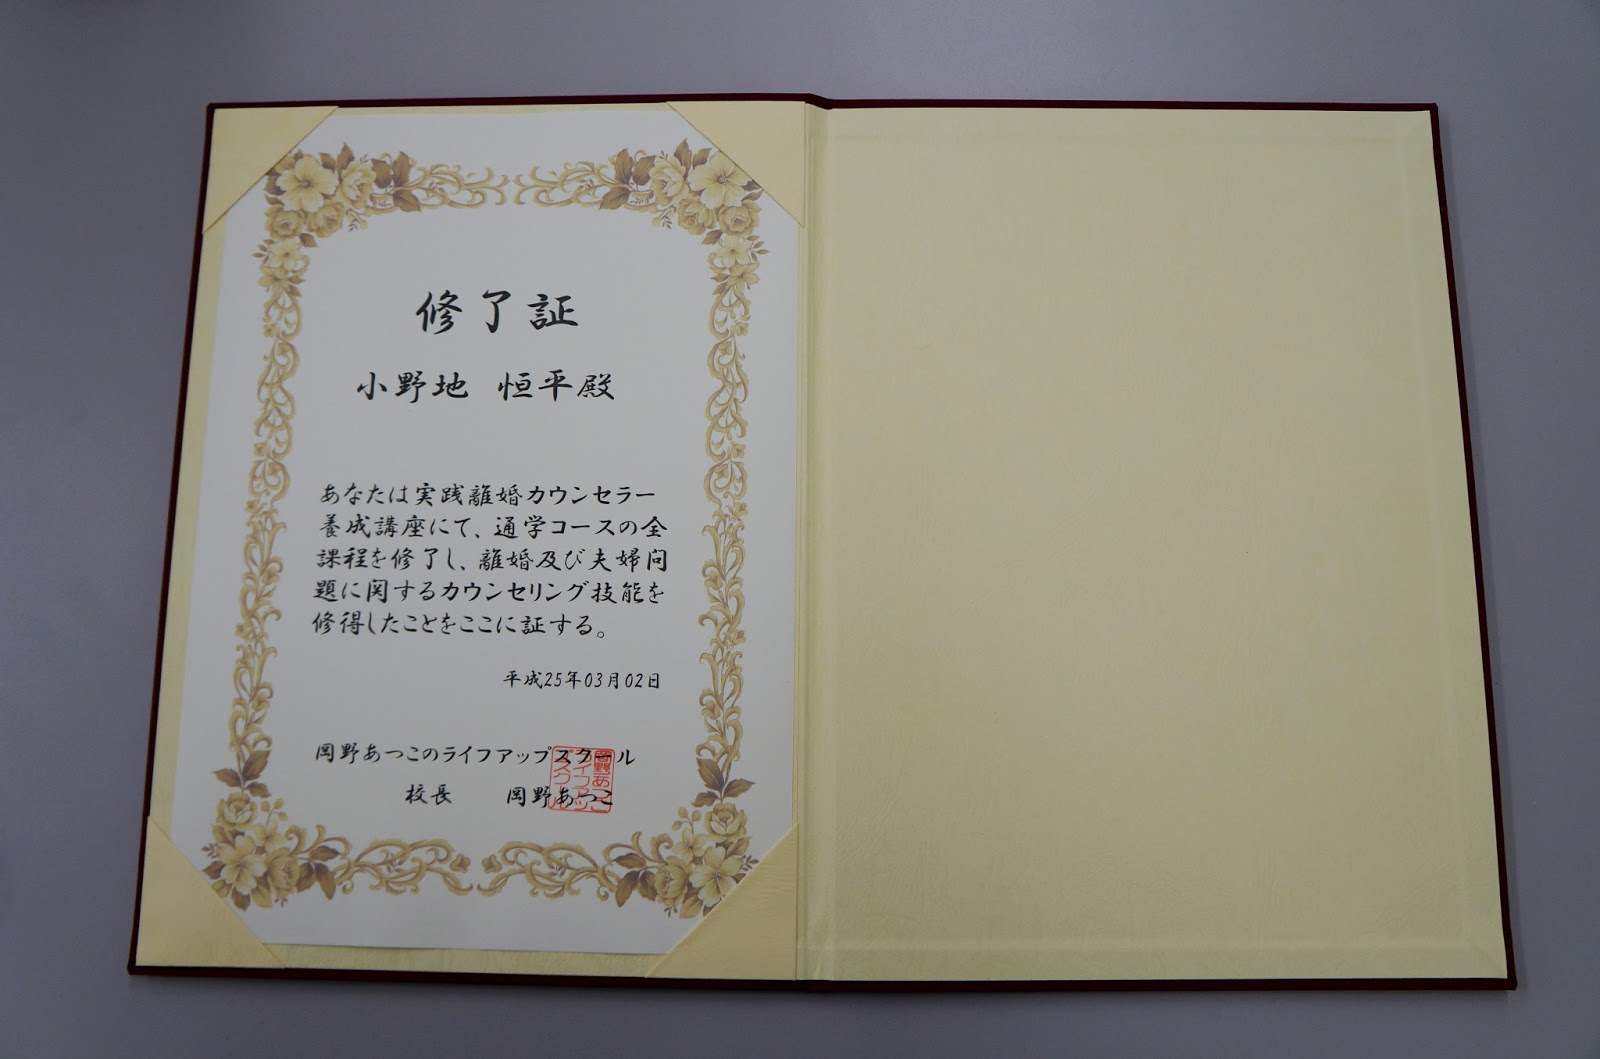 修了証
小野地 恒平殿
あなたは実践離婚カウンセラー
養成講座にて、通学コースの全
課程を修了し、離婚及び夫婦問
題に関するカウンセリング技能を
修得したことをここに証する。
平成25年03月02日
岡野あつこのライフアップスクール
校長 岡野あつこ